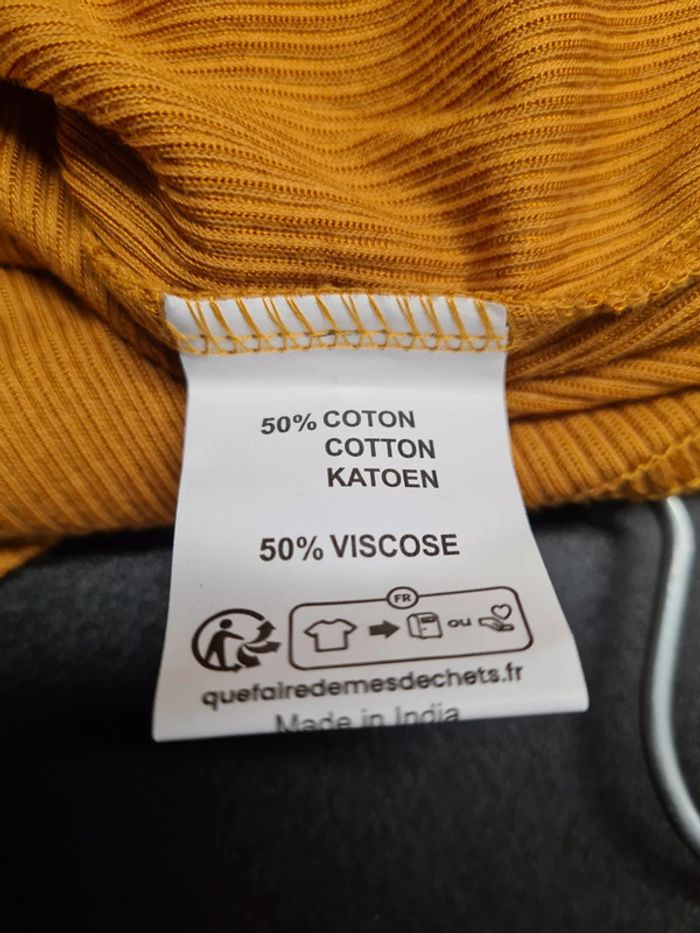 50% COTON
COTTON
KATOEN
50% VISCOSE
FR
ou
quefairedemesdechets.fr
Made in India